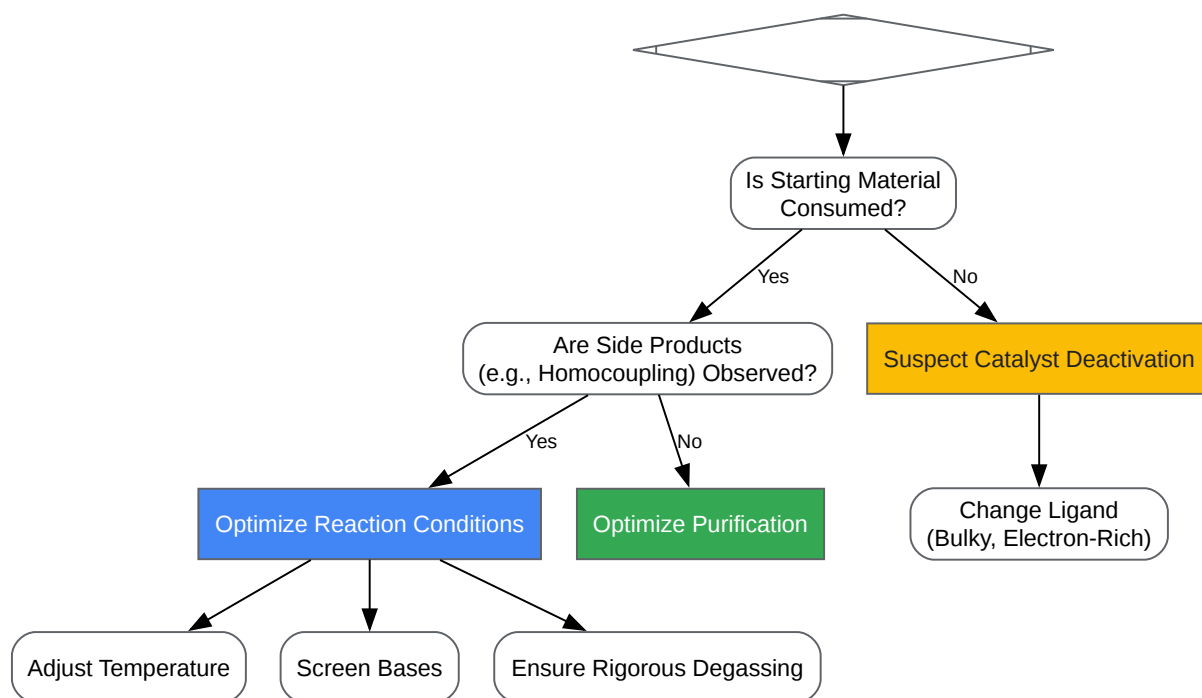 Is Starting Material
Consumed?
Yes
No
Are Side Products
(e.g., Homocoupling) Observed?
Suspect Catalyst Deactivation
Yes
No
Optimize Reaction Conditions
Optimize Purification
Change Ligand
(Bulky, Electron-Rich)
Adjust Temperature
Screen Bases
Ensure Rigorous Degassing